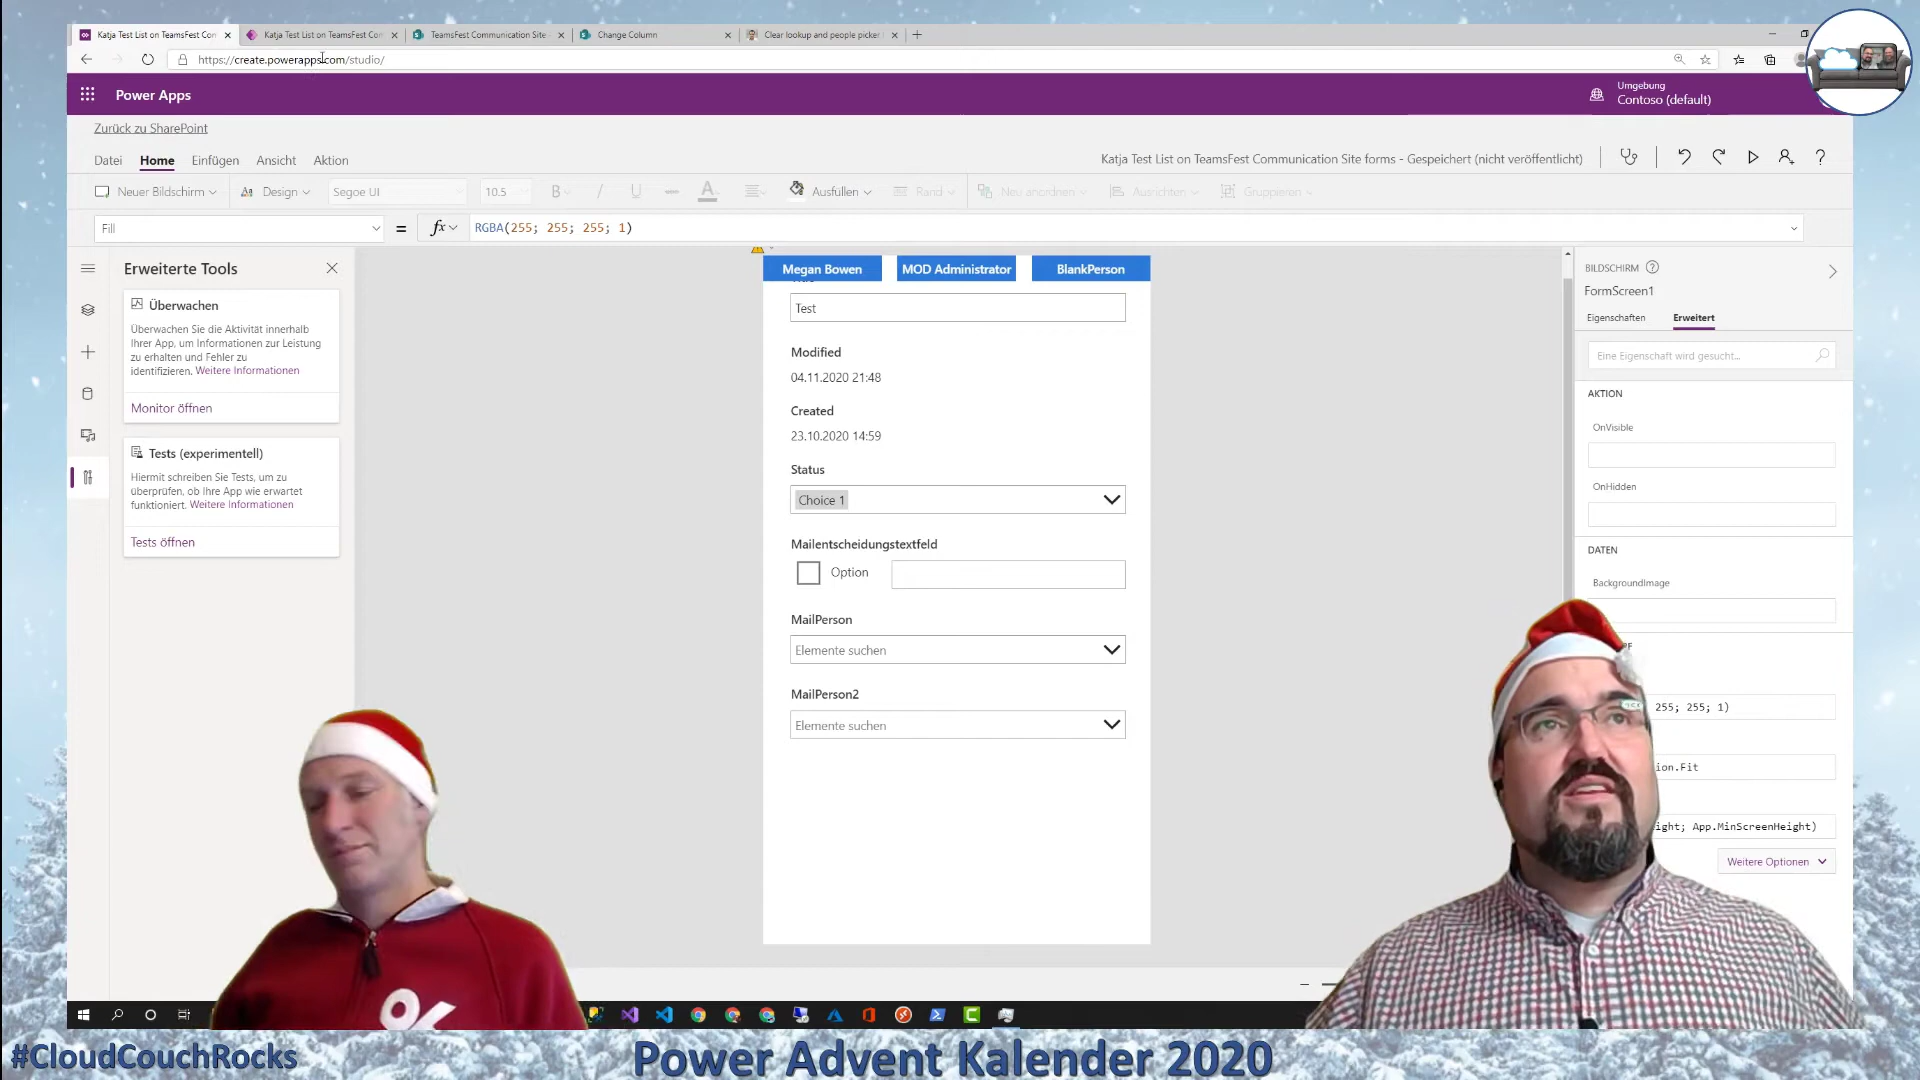 Katja Test List on TeamsFest Com
Katja Test List on TeamsFest Com
TeamsFest Communication Site -
Change Column
Clear lookup and people picker
https://create.powerapps.com/studio/
Power Apps
Umgebung
Contoso (default)
Zurück zu SharePoint
Datei
Home
Einfügen
Ansicht
Aktion
Katja Test List on TeamsFest Communication Site forms - Gespeichert (nicht veröffentlicht)
Neuer Bildschirm
Design
Segoe UI
10.5
B
Ausfüllen
Rand
Neu anordnen
Ausrichten
Gruppieren
Fill
=
fx
RGBA(255; 255; 255; 1)
Erweiterte Tools
Überwachen
Überwachen Sie die Aktivität innerhalb
Ihrer App, um Informationen zur Leistung
zu erhalten und Fehler zu
identifizieren. Weitere Informationen
Monitor öffnen
Tests (experimentell)
Hiermit schreiben Sie Tests, um zu
überprüfen, ob Ihre App wie erwartet
funktioniert. Weitere Informationen
Tests öffnen
Megan Bowen
MOD Administrator
BlankPerson
Test
Modified
04.11.2020 21:48
Created
23.10.2020 14:59
Status
Choice 1
Mailentscheidungstextfeld
Option
MailPerson
Elemente suchen
MailPerson2
Elemente suchen
BILDSCHIRM
FormScreen1
Eigenschaften
Erweitert
Eine Eigenschaft wird gesucht...
AKTION
OnVisible
OnHidden
DATEN
BackgroundImage
255; 255; 1)
ion.Fit
ight; App.MinScreenHeight)
Weitere Optionen
#CloudCouchRocks
Power Advent Kalender 2020